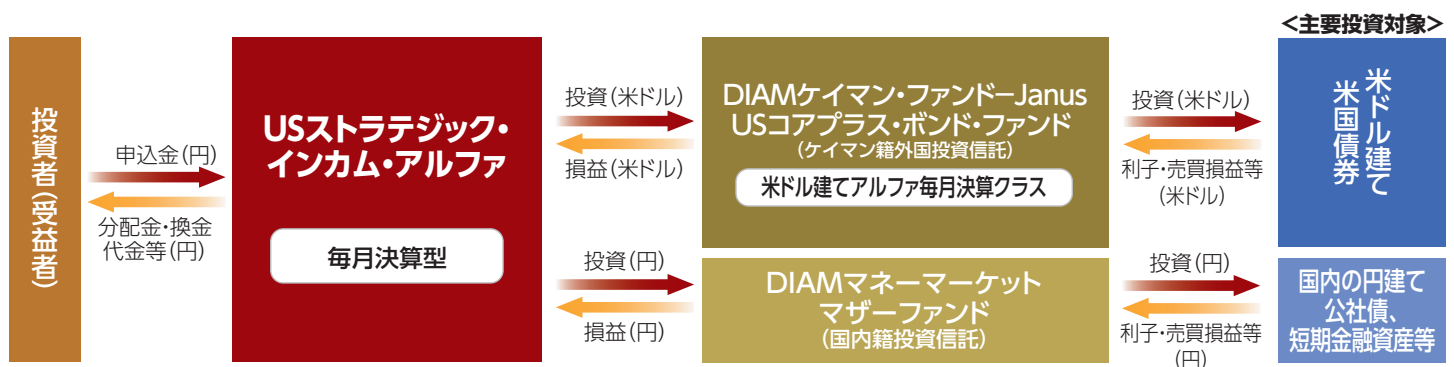 <主要投資対象>
投資者（受益者）
申込金（円）
分配金・換金
代金等（円）
USストラテジック・
インカム・アルファ
毎月決算型
投資（米ドル）
損益（米ドル）
投資（円）
損益（円）
DIAMケイマン・ファンドーJanus
USコアプラス・ボンド・ファンド
（ケイマン籍外国投資信託）
米ドル建てアルファ毎月決算クラス
DIAMマネーマーケット
マザーファンド
（国内籍投資信託）
投資（米ドル）
利子・売買損益等
（米ドル）
投資（円）
利子・売買損益等
（円）
米ドル建て
米国債券
国内の円建て
公社債、
短期金融資産等